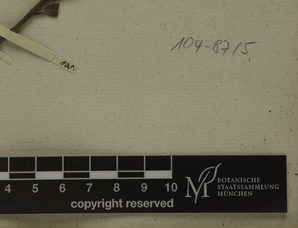 104-8715
4 5 6 7 8 9 10
copyright reserved
M
BOTANISCHE
STAATSSAMMLUNG
MÜNCHEN